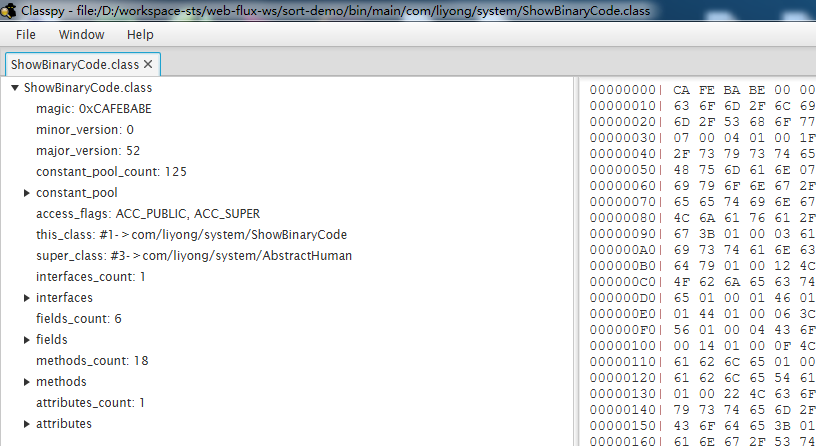 Classpy - file:/D:/workspace-sts/web-flux-ws/sort-demo/bin/main/com/liyong/system/ShowBinaryCode.class
File Window Help
ShowBinaryCode.class ✕
ShowBinaryCode.class
magic: 0xCAFEBABE
minor_version: 0
major_version: 52
constant_pool_count: 125
constant_pool
access_flags: ACC_PUBLIC, ACC_SUPER
this_class: #1->com/liyong/system/ShowBinaryCode
super_class: #3->com/liyong/system/AbstractHuman
interfaces_count: 1
interfaces
fields_count: 6
fields
methods_count: 18
methods
attributes_count: 1
attributes
00000000| CA FE BA BE 00 00
00000010| 63 6F 6D 2F 6C 69
00000020| 6D 2F 53 68 6F 77
00000030| 07 00 04 01 00 1F
00000040| 2F 73 79 73 74 65
00000050| 48 75 6D 61 6E 07
00000060| 69 79 6F 6E 67 2F
00000070| 65 65 74 69 6E 67
00000080| 4C 6A 61 76 61 2F
00000090| 67 3B 01 00 03 61
000000A0| 69 73 74 61 6E 63
000000B0| 64 79 01 00 12 4C
000000C0| 4F 62 6A 65 63 74
000000D0| 65 01 00 01 46 01
000000E0| 01 44 01 00 06 3C
000000F0| 56 01 00 04 43 6F
00000100| 00 14 01 00 0F 4C
00000110| 61 62 6C 65 01 00
00000120| 61 62 6C 65 54 61
00000130| 01 00 22 4C 63 6F
00000140| 79 73 74 65 6D 2F
00000150| 43 6F 64 65 3B 01
00000160| 61 6E 67 2F 53 74